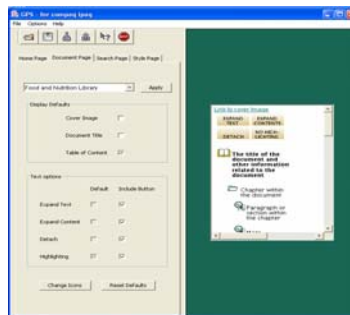 GPS - for company lpeg
File Options Help
Home Page Document Page Search Page Style Page
Food and Nutrition Library Apply
Display Defaults
Cover Image
Document Title
Table of Content
Text options
Default Include Button
Expand Text
Expand Content
Detach
Highlighting
Change Icons Reset Defaults
Link to cover image
EXPAND TEXT EXPAND CONTENTS
DETACH NO HIGH-LIGHTING
The title of the
document and
other information
related to the
document
Chapter within
the document
Paragraph or
section within
the chapter